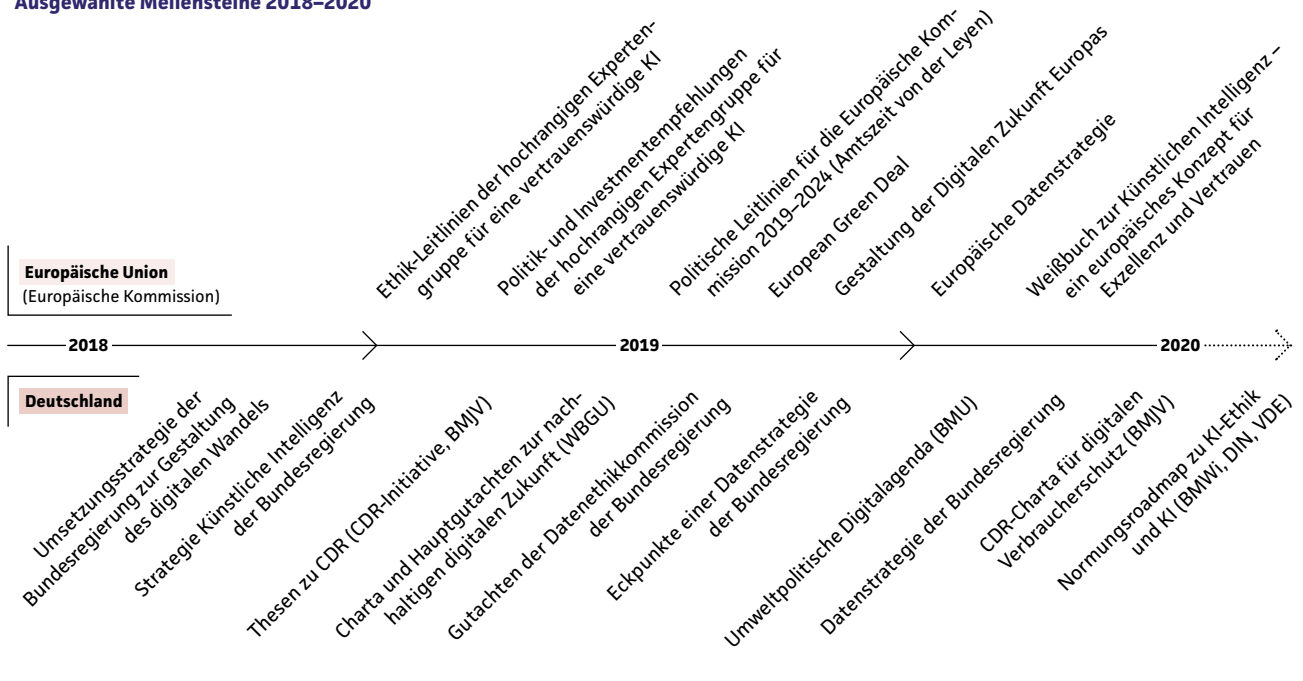 Ausgewählte Meilensteine 2018–2020
Ethik-Leitlinien der hochrangigen Experten-
gruppe für eine vertrauenswürdige KI
Politik- und Investmentempfehlungen
der hochrangigen Expertengruppe für
eine vertrauenswürdige KI
Politische Leitlinien für die Europäische Kom-
mission 2019–2024 (Amtszeit von der Leyen)
European Green Deal
Gestaltung der Digitalen Zukunft Europas
Europäische Datenstrategie
Weißbuch zur Künstlichen Intelligenz –
ein europäisches Konzept für
Exzellenz und Vertrauen
Europäische Union
(Europäische Kommission)
2018
2019
2020
Deutschland
Umsetzungsstrategie der
Bundesregierung zur Gestaltung
des digitalen Wandels
Strategie Künstliche Intelligenz
der Bundesregierung
Thesen zu CDR (CDR-Initiative, BMJV)
Charta und Hauptgutachten zur nach-
haltigen digitalen Zukunft (WBGU)
Gutachten der Datenethikkommission
der Bundesregierung
Eckpunkte einer Datenstrategie
der Bundesregierung
Umweltpolitische Digitalagenda (BMU)
Datenstrategie der Bundesregierung
CDR-Charta für digitalen
Verbraucherschutz (BMJV)
Normungsroadmap zu KI-Ethik
und KI (BMWi, DIN, VDE)